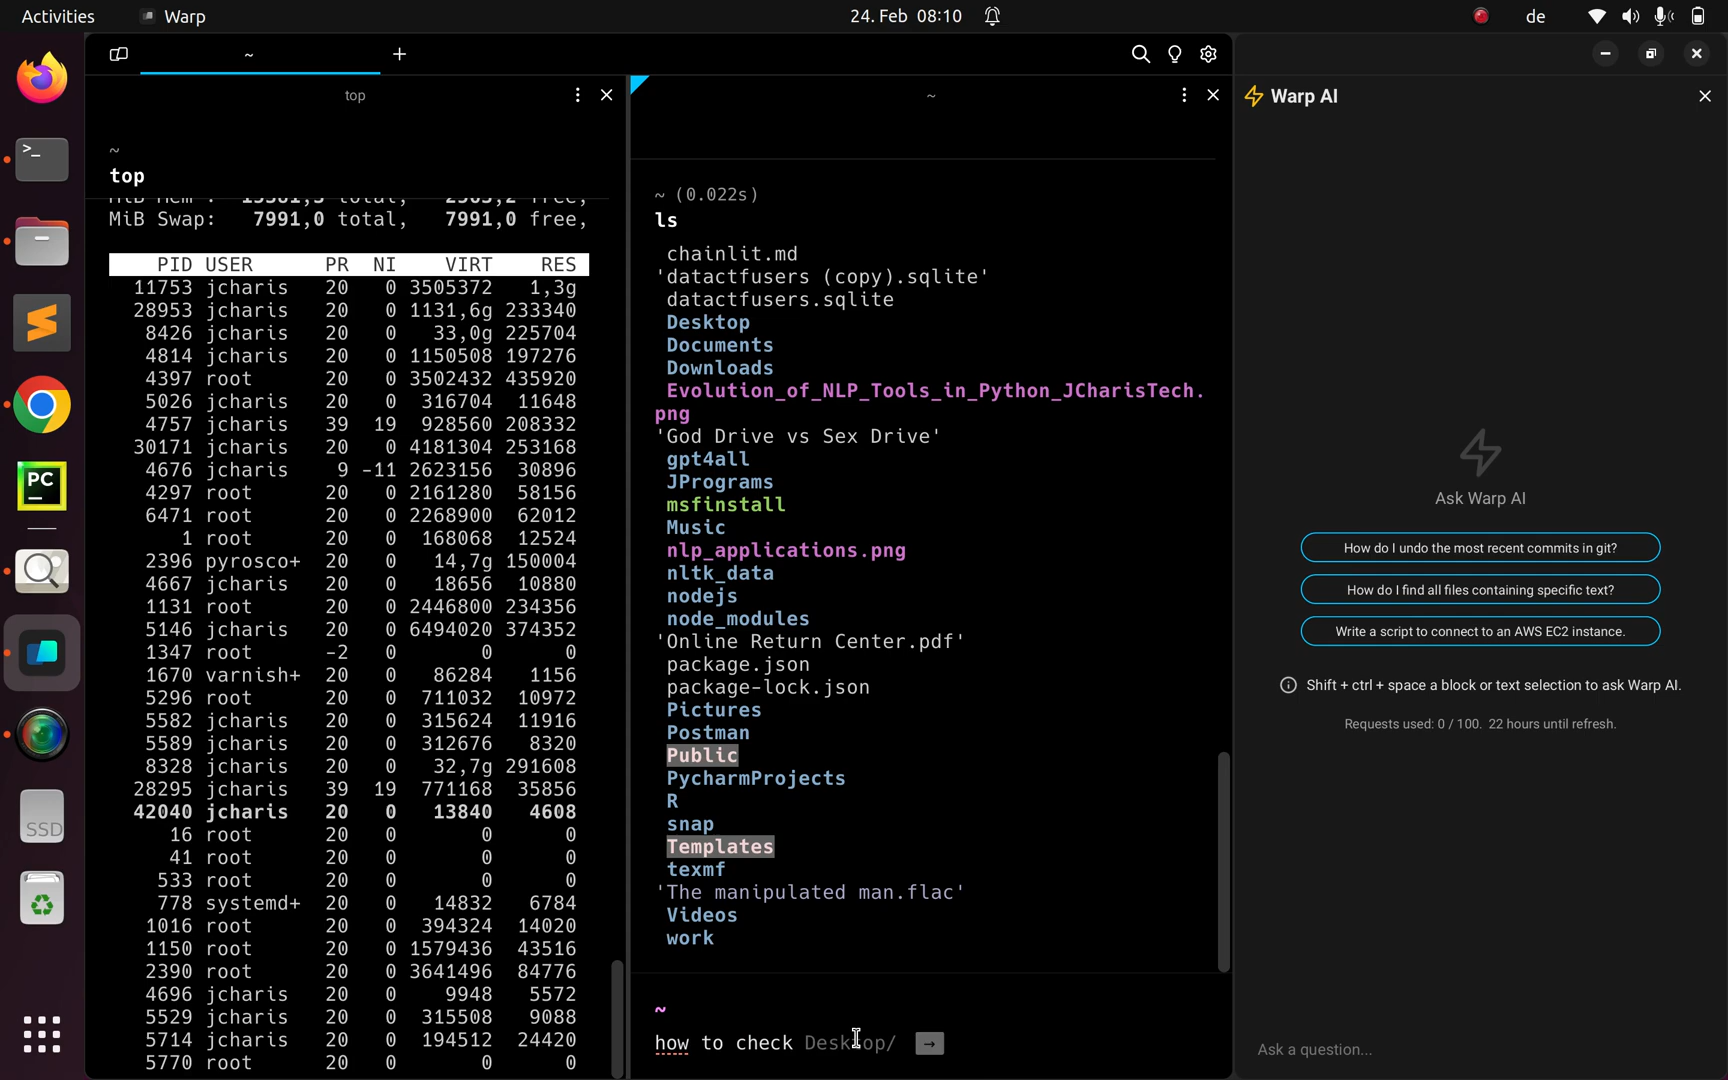 Activities
Warp
24. Feb 08:10
de
~
+
top
~
top
MiB Swap: 7991,0 total, 7991,0 free,
PID USER PR NI VIRT RES
11753 jcharis 20 0 3505372 1,3g
28953 jcharis 20 0 1131,6g 233340
8426 jcharis 20 0 33,0g 225704
4814 jcharis 20 0 1150508 197276
4397 root 20 0 3502432 435920
5026 jcharis 20 0 316704 11648
4757 jcharis 39 19 928560 208332
30171 jcharis 20 0 4181304 253168
4676 jcharis 9 -11 2623156 30896
4297 root 20 0 2161280 58156
6471 root 20 0 2268900 62012
1 root 20 0 168068 12524
2396 pyrosco+ 20 0 14,7g 150004
4667 jcharis 20 0 18656 10880
1131 root 20 0 2446800 234356
5146 jcharis 20 0 6494020 374352
1347 root -2 0 0 0
1670 varnish+ 20 0 86284 1156
5296 root 20 0 711032 10972
5582 jcharis 20 0 315624 11916
5589 jcharis 20 0 312676 8320
8328 jcharis 20 0 32,7g 291608
28295 jcharis 39 19 771168 35856
42040 jcharis 20 0 13840 4608
16 root 20 0 0 0
41 root 20 0 0 0
533 root 20 0 0 0
778 systemd+ 20 0 14832 6784
1016 root 20 0 394324 14020
1150 root 20 0 1579436 43516
2390 root 20 0 3641496 84776
4696 jcharis 20 0 9948 5572
5529 jcharis 20 0 315508 9088
5714 jcharis 20 0 194512 24420
5770 root 20 0 0 0
~
~ (0.022s)
ls
chainlit.md
'datactfusers (copy).sqlite'
datactfusers.sqlite
Desktop
Documents
Downloads
Evolution_of_NLP_Tools_in_Python_JCharisTech.
png
'God Drive vs Sex Drive'
gpt4all
JPrograms
msfinstall
Music
nlp_applications.png
nltk_data
nodejs
node_modules
'Online Return Center.pdf'
package.json
package-lock.json
Pictures
Postman
Public
PycharmProjects
R
snap
Templates
texmf
'The manipulated man.flac'
Videos
work
~
how to check Desktop/ →
Warp AI
Ask Warp AI
How do I undo the most recent commits in git?
How do I find all files containing specific text?
Write a script to connect to an AWS EC2 instance.
Shift + ctrl + space a block or text selection to ask Warp AI.
Requests used: 0 / 100. 22 hours until refresh.
Ask a question...
>_
PC
SSD